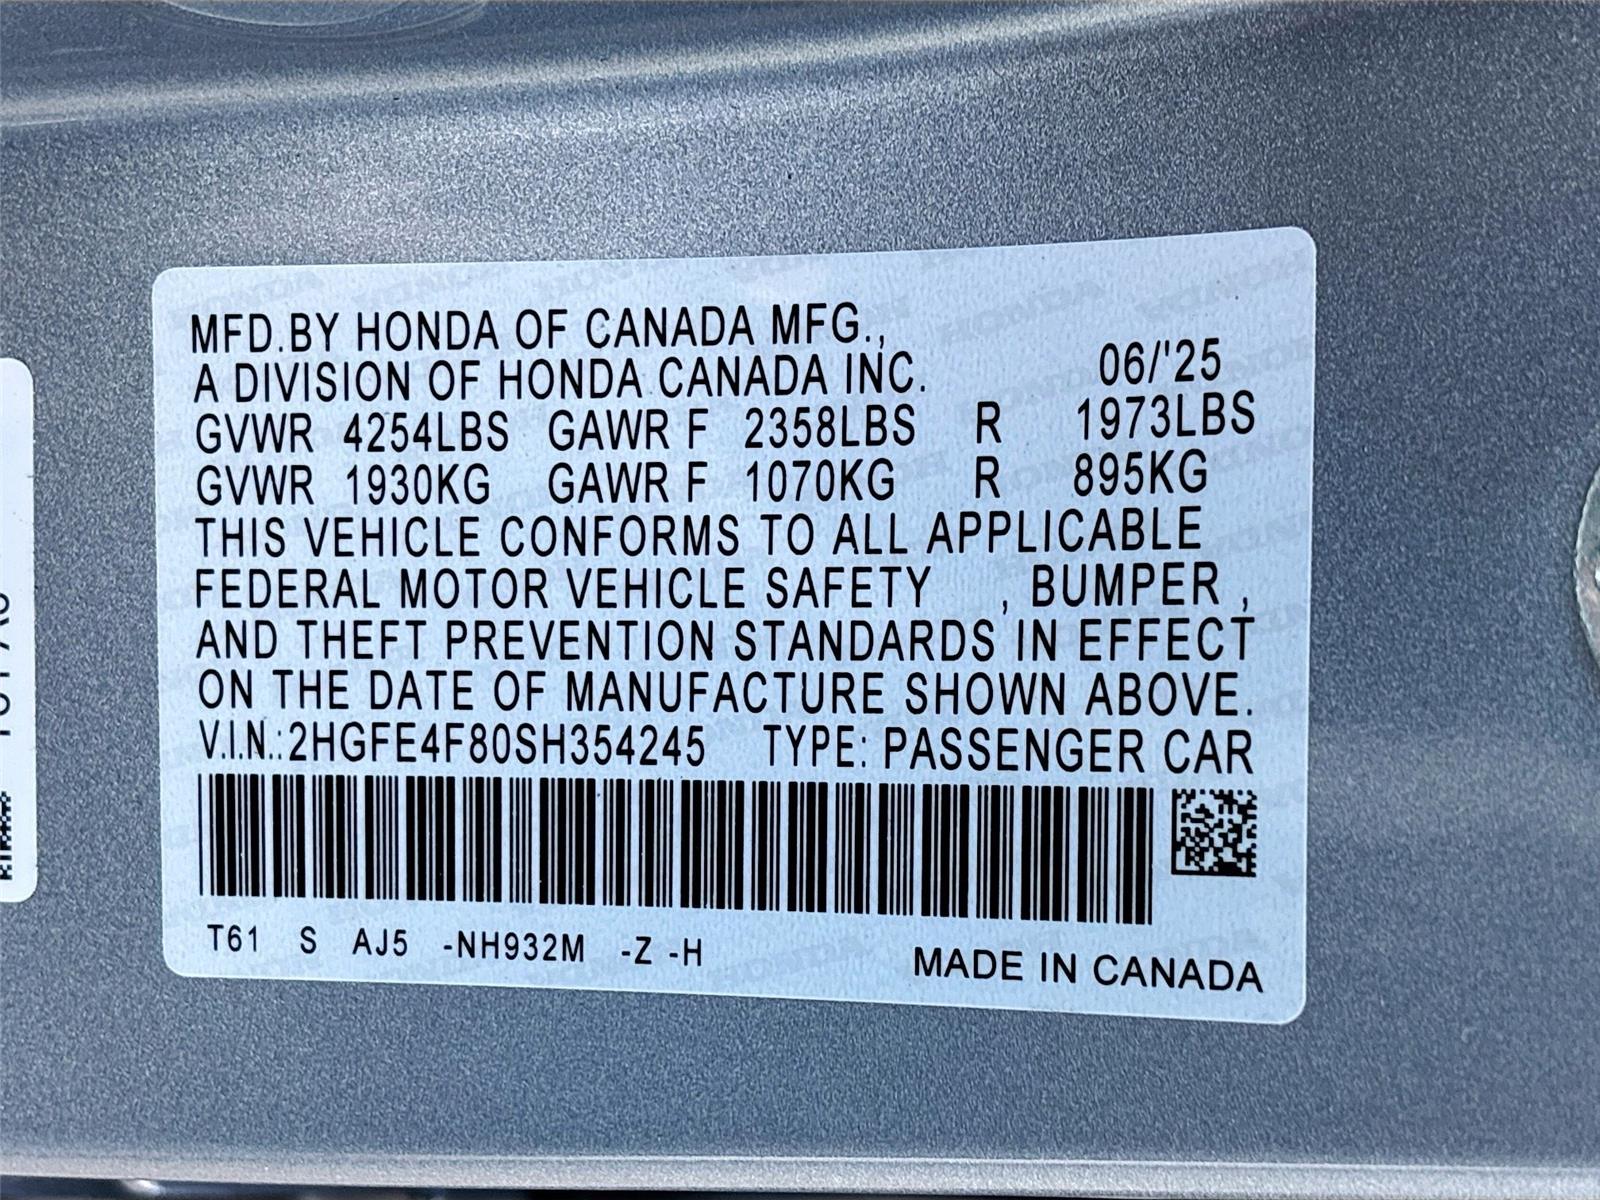 MFD.BY HONDA OF CANADA MFG.,
A DIVISION OF HONDA CANADA INC. 06/'25
GVWR 4254LBS GAWR F 2358LBS R 1973LBS
GVWR 1930KG GAWR F 1070KG R 895KG
THIS VEHICLE CONFORMS TO ALL APPLICABLE
FEDERAL MOTOR VEHICLE SAFETY , BUMPER ,
AND THEFT PREVENTION STANDARDS IN EFFECT
ON THE DATE OF MANUFACTURE SHOWN ABOVE.
V.I.N.:2HGFE4F80SH354245 TYPE: PASSENGER CAR
T61 S AJ5 -NH932M -Z -H
MADE IN CANADA